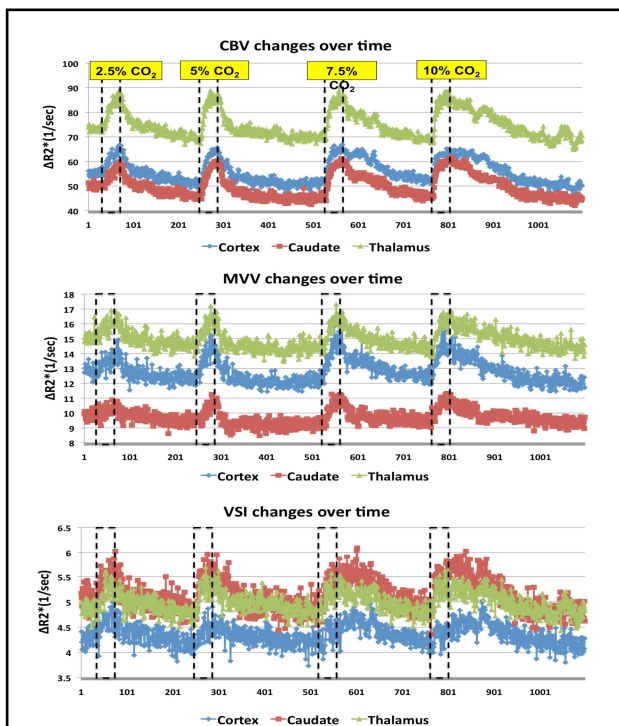 CBV changes over time
2.5% CO₂ 5% CO₂ 7.5% CO₂ 10% CO₂
100
90
80
70
60
50
40
ΔR2*(1/sec)
1 101 201 301 401 501 601 701 801 901 1001
Cortex Caudate Thalamus
MVV changes over time
18
17
16
15
14
13
12
11
10
9
8
ΔR2*(1/sec)
1 101 201 301 401 501 601 701 801 901 1001
Cortex Caudate Thalamus
VSI changes over time
6.5
6
5.5
5
4.5
4
3.5
ΔR2*(1/sec)
1 101 201 301 401 501 601 701 801 901 1001
Cortex Caudate Thalamus